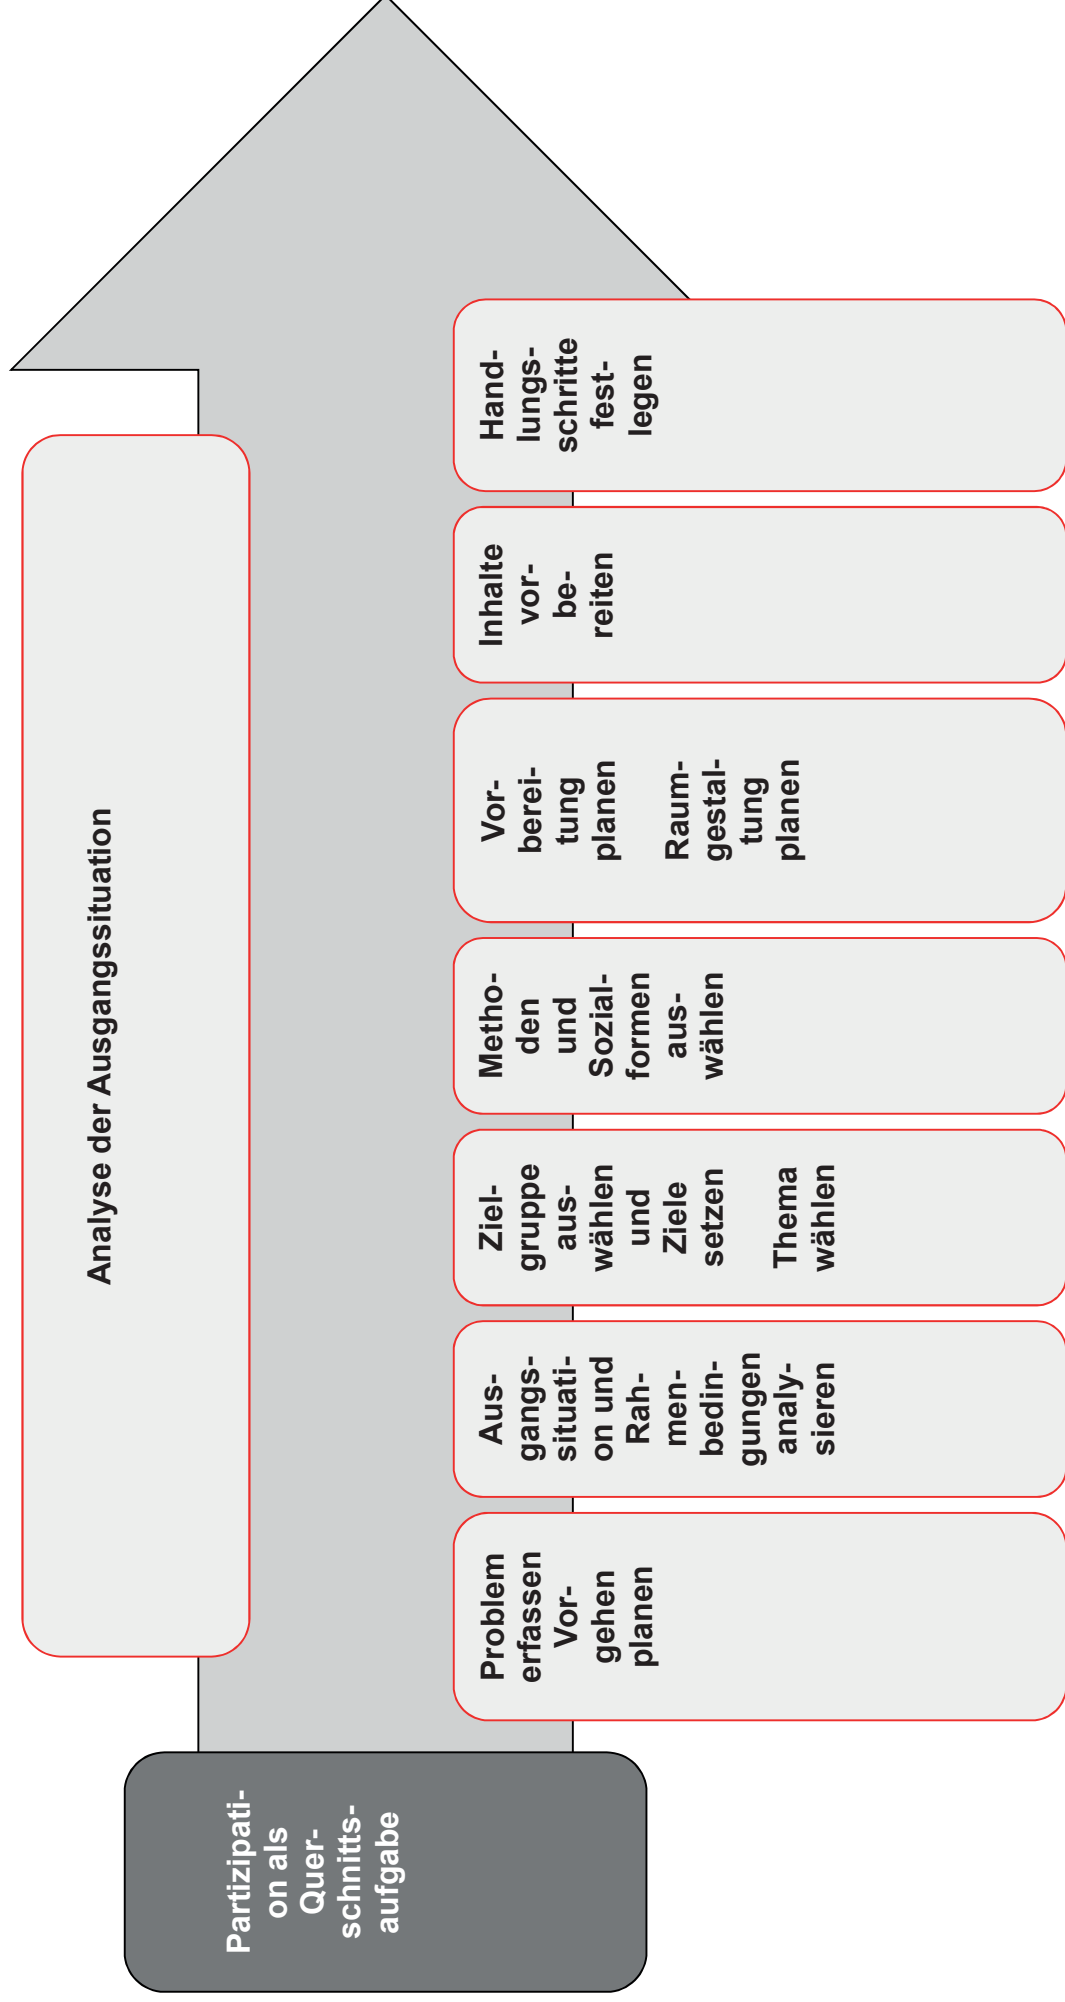 Analyse der Ausgangssituation
Partizipati-
on als
Quer-
schnitts-
aufgabe
Problem
erfassen
Vor-
gehen
planen
Aus-
gangs-
situati-
on und
Rah-
men-
bedin-
gungen
analy-
sieren
Ziel-
gruppe
aus-
wählen
und
Ziele
setzen
Thema
wählen
Metho-
den
und
Sozial-
formen
aus-
wählen
Vor-
berei-
tung
planen
Raum-
gestal-
tung
planen
Inhalte
vor-
be-
reiten
Hand-
lungs-
schritte
fest-
legen